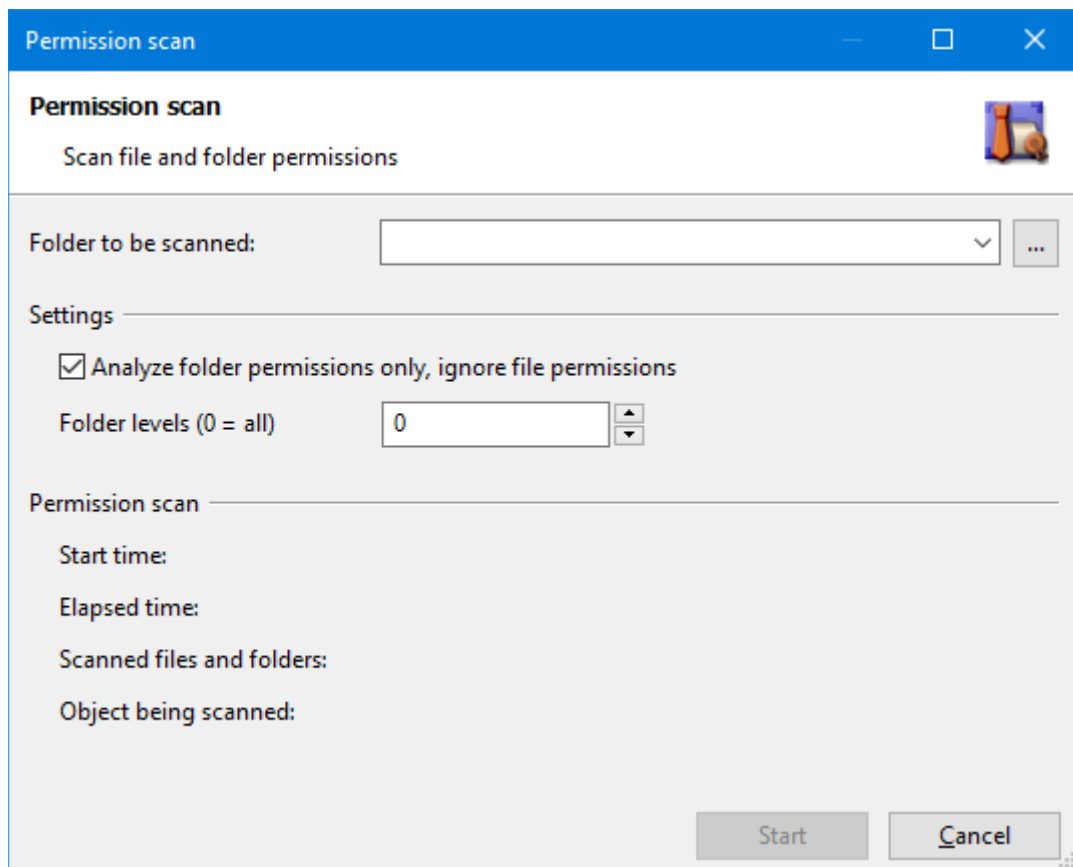 Permission scan
Permission scan
Scan file and folder permissions
Folder to be scanned: ...
Settings
Analyze folder permissions only, ignore file permissions
Folder levels (0 = all) 0
Permission scan
Start time:
Elapsed time:
Scanned files and folders:
Object being scanned:
Start Cancel